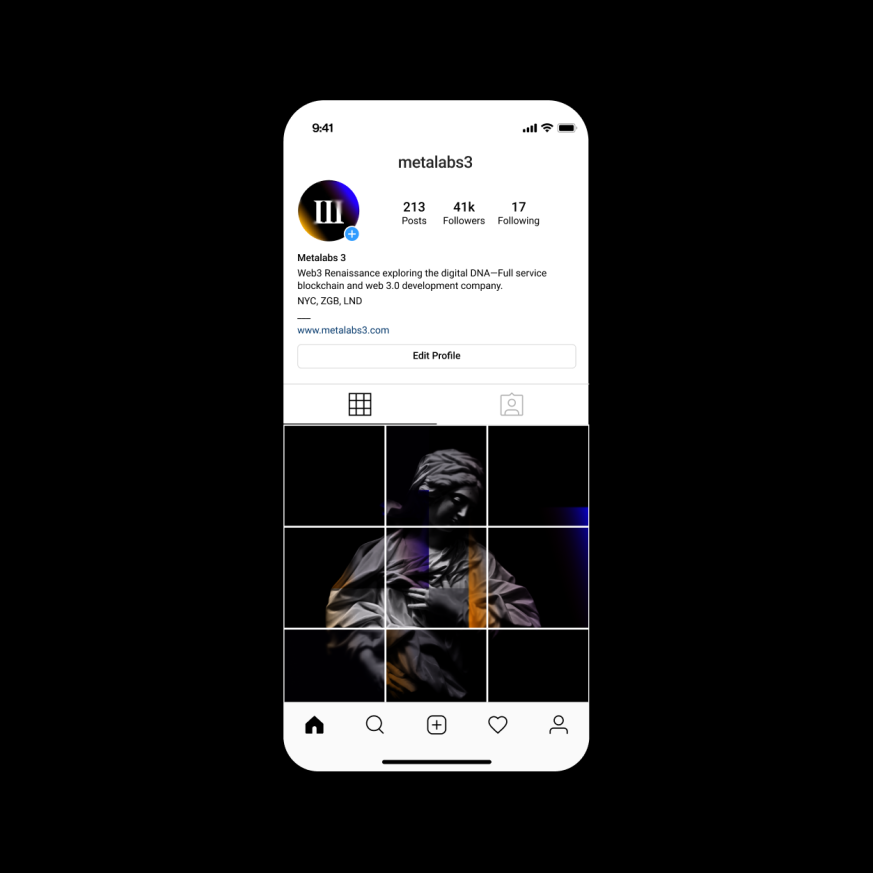 9:41
metalabs3
III
213 41k 17
Posts Followers Following
Metalabs 3
Web3 Renaissance exploring the digital DNA—Full service
blockchain and web 3.0 development company.
NYC, ZGB, LND
www.metalabs3.com
Edit Profile